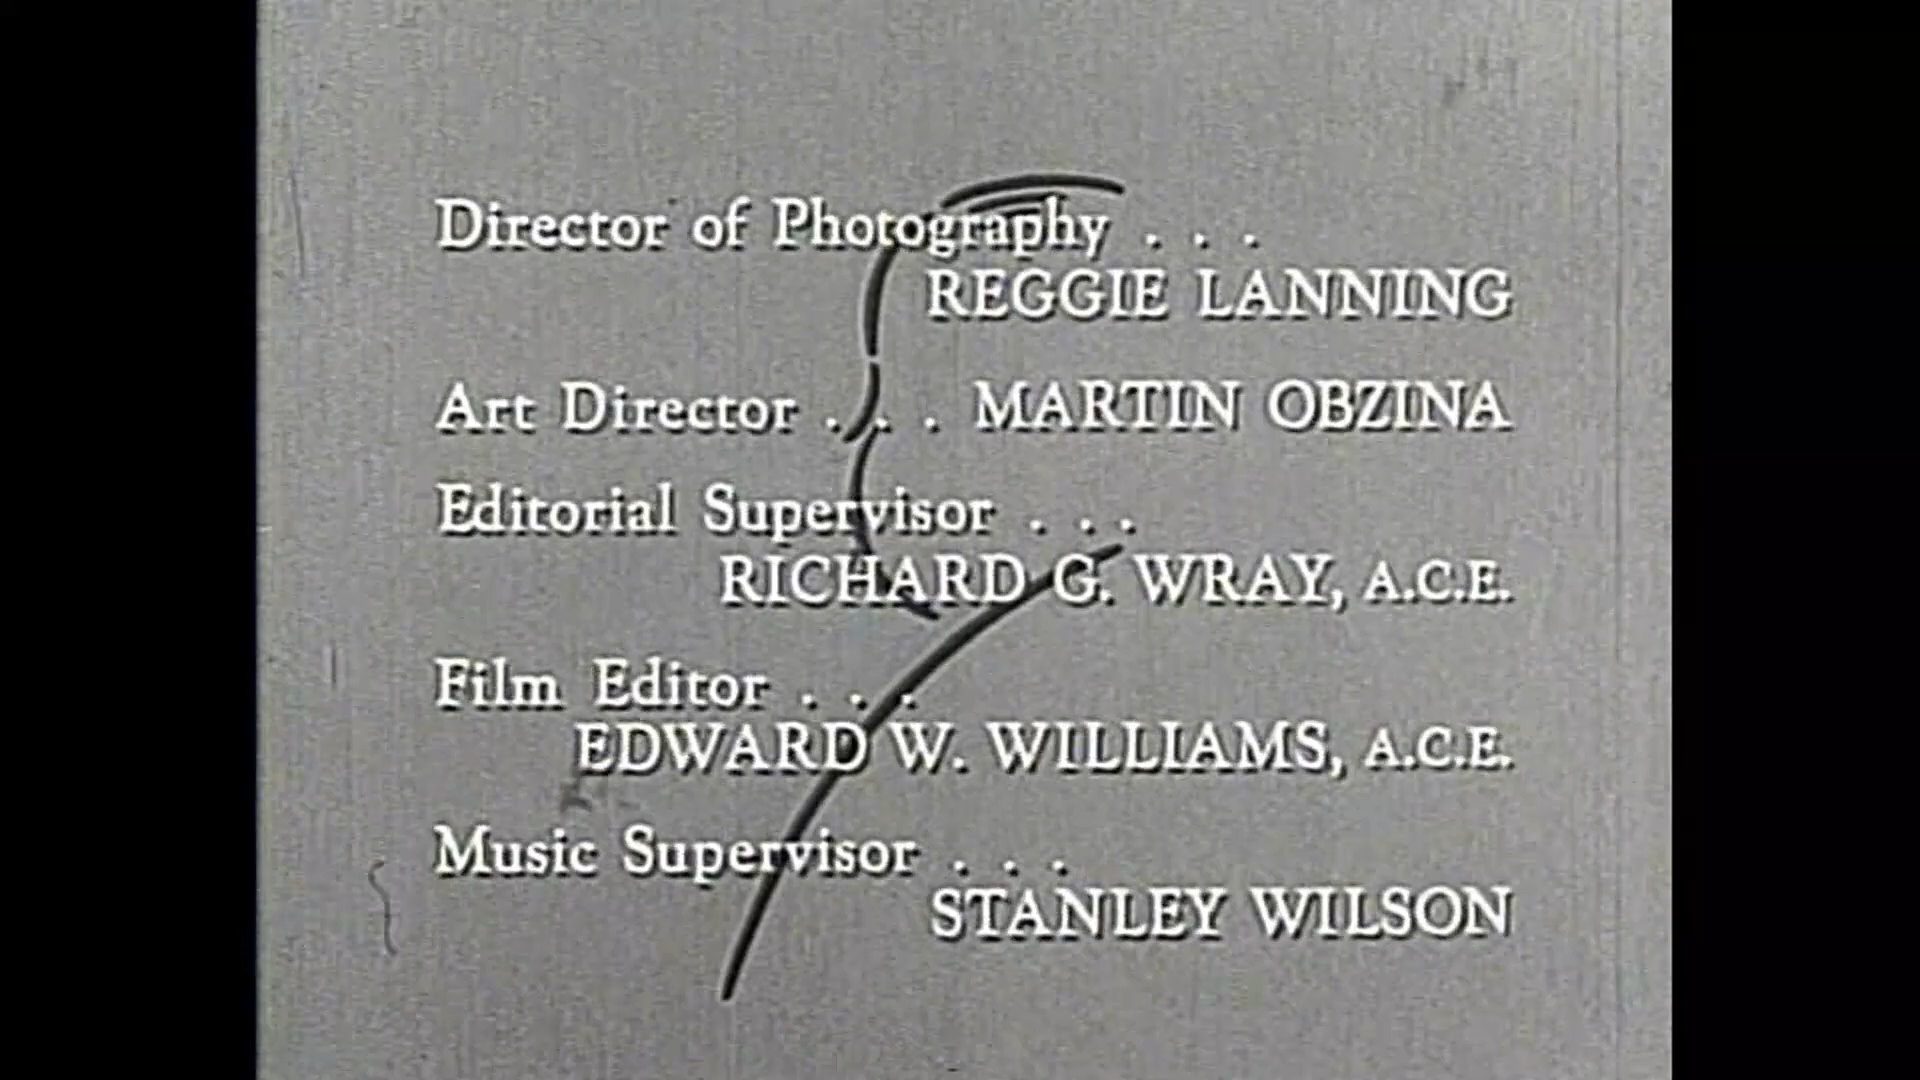 Director of Photography . . .
REGGIE LANNING
Art Director . . . MARTIN OBZINA
Editorial Supervisor . . .
RICHARD G. WRAY, A.C.E.
Film Editor . . .
EDWARD W. WILLIAMS, A.C.E.
Music Supervisor . . .
STANLEY WILSON